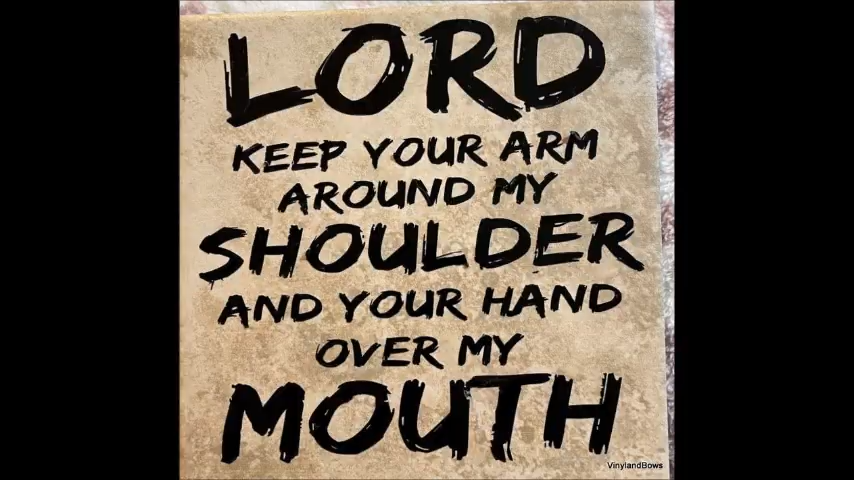 LORD
KEEP YOUR ARM
AROUND MY
SHOULDER
AND YOUR HAND
OVER MY
MOUTH
VinylandBows